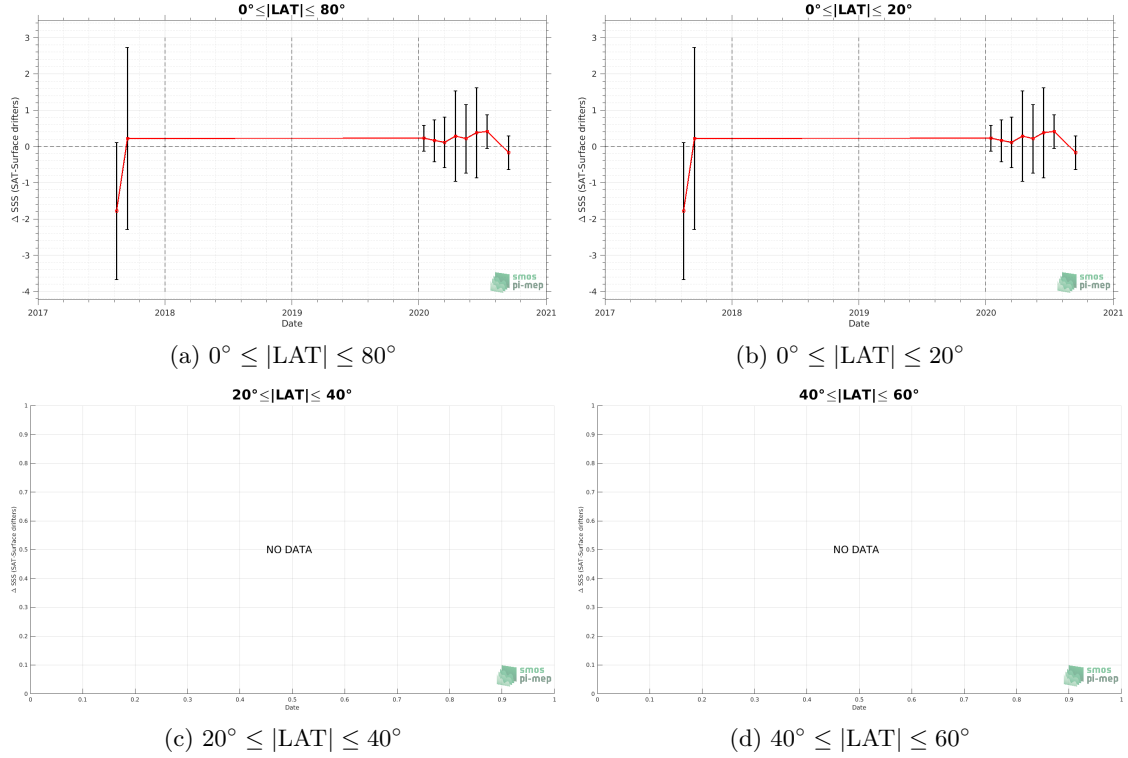 0°≤|LAT|≤ 80°
Δ SSS (SAT-Surface drifters)
3
2
1
0
-1
-2
-3
-4
2017 2018 2019 2020 2021
Date
smos
pi-mep
(a) 0° ≤ |LAT| ≤ 80°
0°≤|LAT|≤ 20°
Δ SSS (SAT-Surface drifters)
3
2
1
0
-1
-2
-3
-4
2017 2018 2019 2020 2021
Date
smos
pi-mep
(b) 0° ≤ |LAT| ≤ 20°
20°≤|LAT|≤ 40°
Δ SSS (SAT-Surface drifters)
1
0.9
0.8
0.7
0.6
0.5
0.4
0.3
0.2
0.1
0
NO DATA
0 0.1 0.2 0.3 0.4 0.5 0.6 0.7 0.8 0.9 1
Date
smos
pi-mep
(c) 20° ≤ |LAT| ≤ 40°
40°≤|LAT|≤ 60°
Δ SSS (SAT-Surface drifters)
1
0.9
0.8
0.7
0.6
0.5
0.4
0.3
0.2
0.1
0
NO DATA
0 0.1 0.2 0.3 0.4 0.5 0.6 0.7 0.8 0.9 1
Date
smos
pi-mep
(d) 40° ≤ |LAT| ≤ 60°